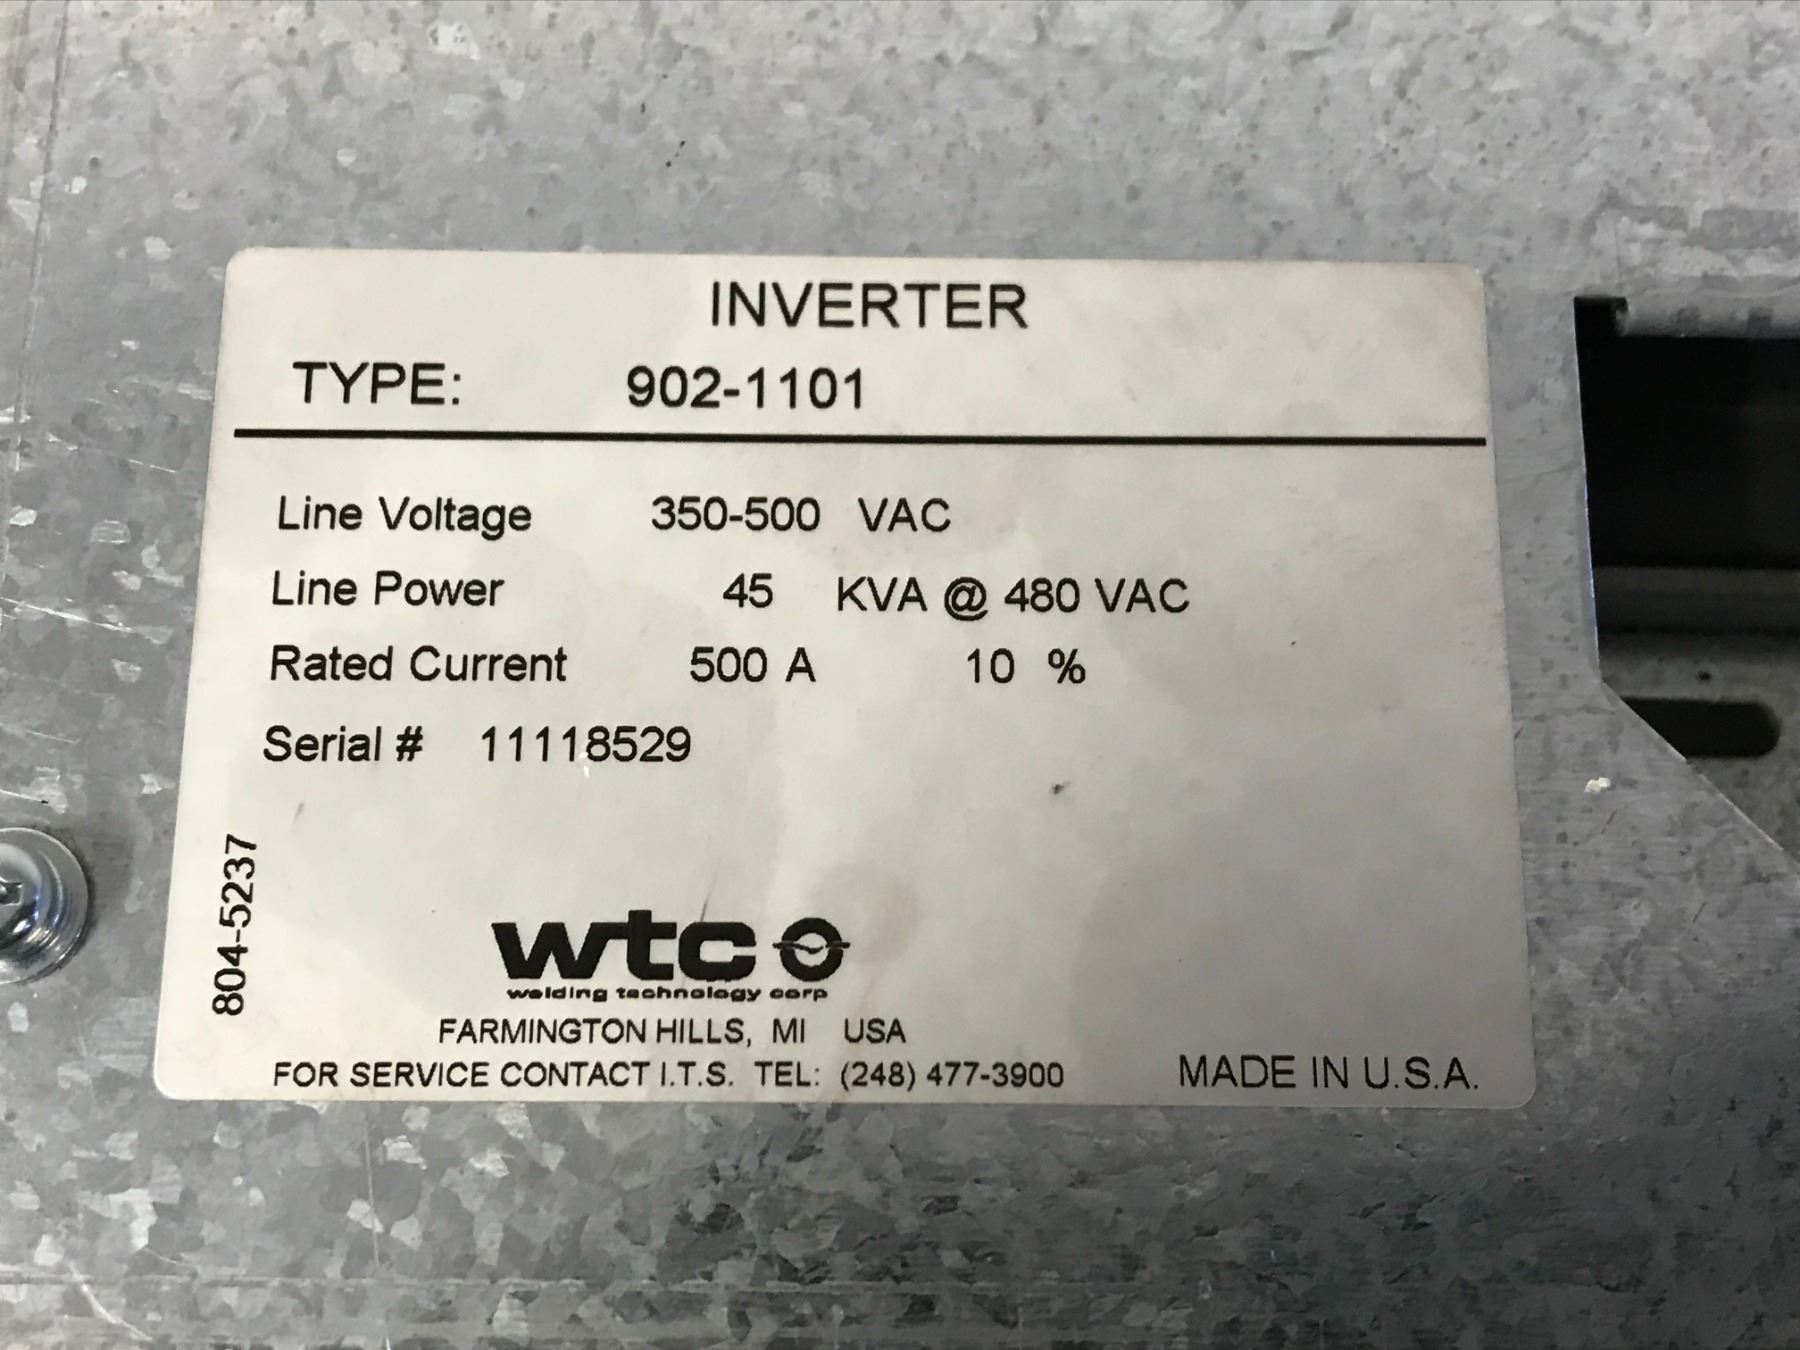 INVERTER
TYPE: 902-1101
Line Voltage 350-500 VAC
Line Power 45 KVA @ 480 VAC
Rated Current 500 A 10 %
Serial # 11118529
804-5237
wtc
welding technology corp
FARMINGTON HILLS, MI USA
FOR SERVICE CONTACT I.T.S. TEL: (248) 477-3900
MADE IN U.S.A.